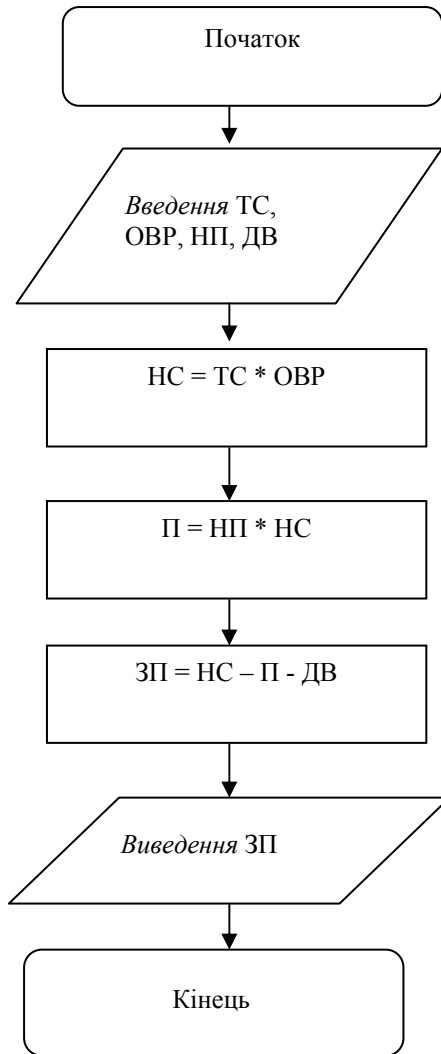 Початок
Введення ТС,
ОВР, НП, ДВ
НС = ТС * ОВР
П = НП * НС
ЗП = НС – П - ДВ
Виведення ЗП
Кінець